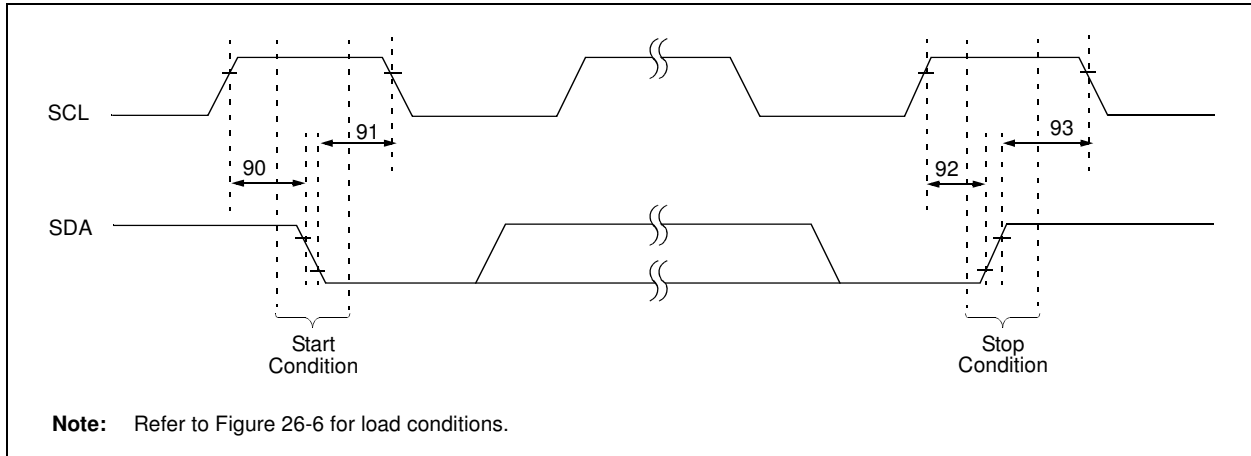 SCL
91
93
90
92
SDA
Start
Condition
Stop
Condition
Note: Refer to Figure 26-6 for load conditions.